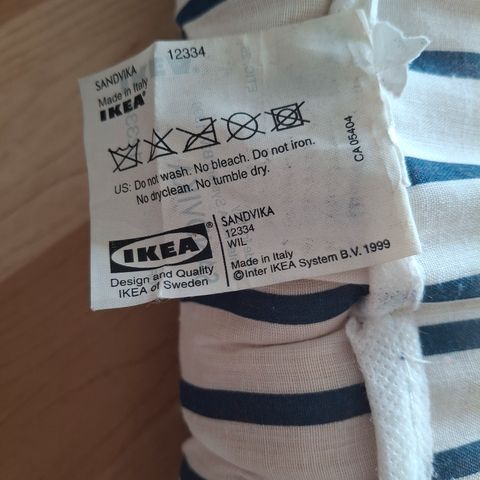 SANDVIKA
12334
Made in Italy
IKEA®
US: Do not wash. No bleach. Do not iron.
No dryclean. No tumble dry.
CA 05404
IKEA®
Design and Quality
IKEA of Sweden
SANDVIKA
12334
WIL
Made in Italy
©Inter IKEA System B.V. 1999